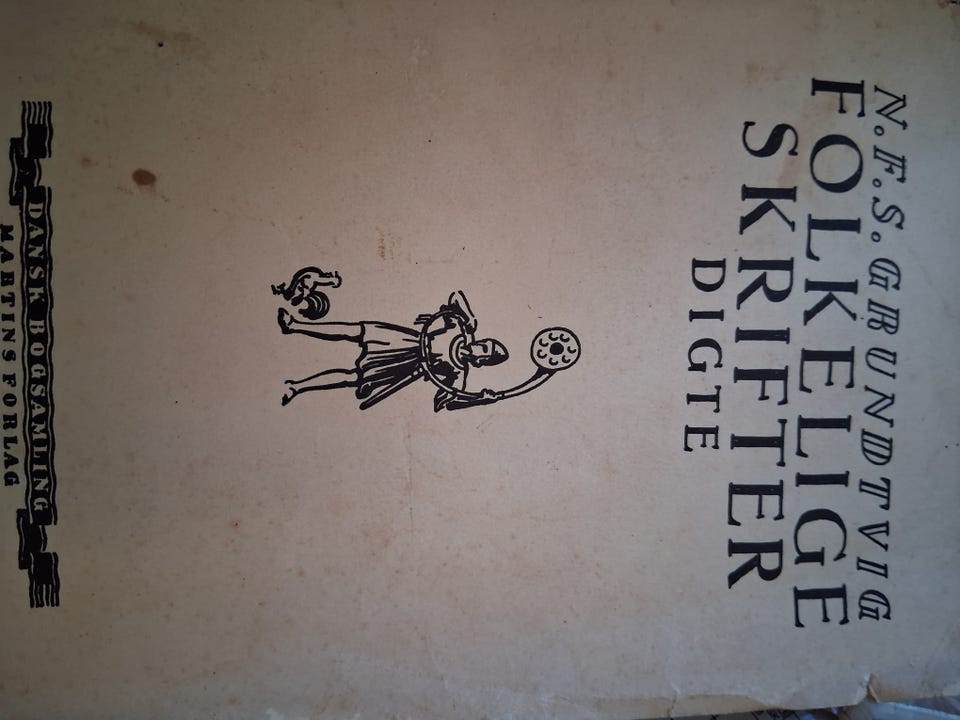 N.F.S. GRUNDTVIG
FOLKELIGE
SKRIFTER
DIGTE
DANSK BOGSAMLING
MARTINS FORLAG